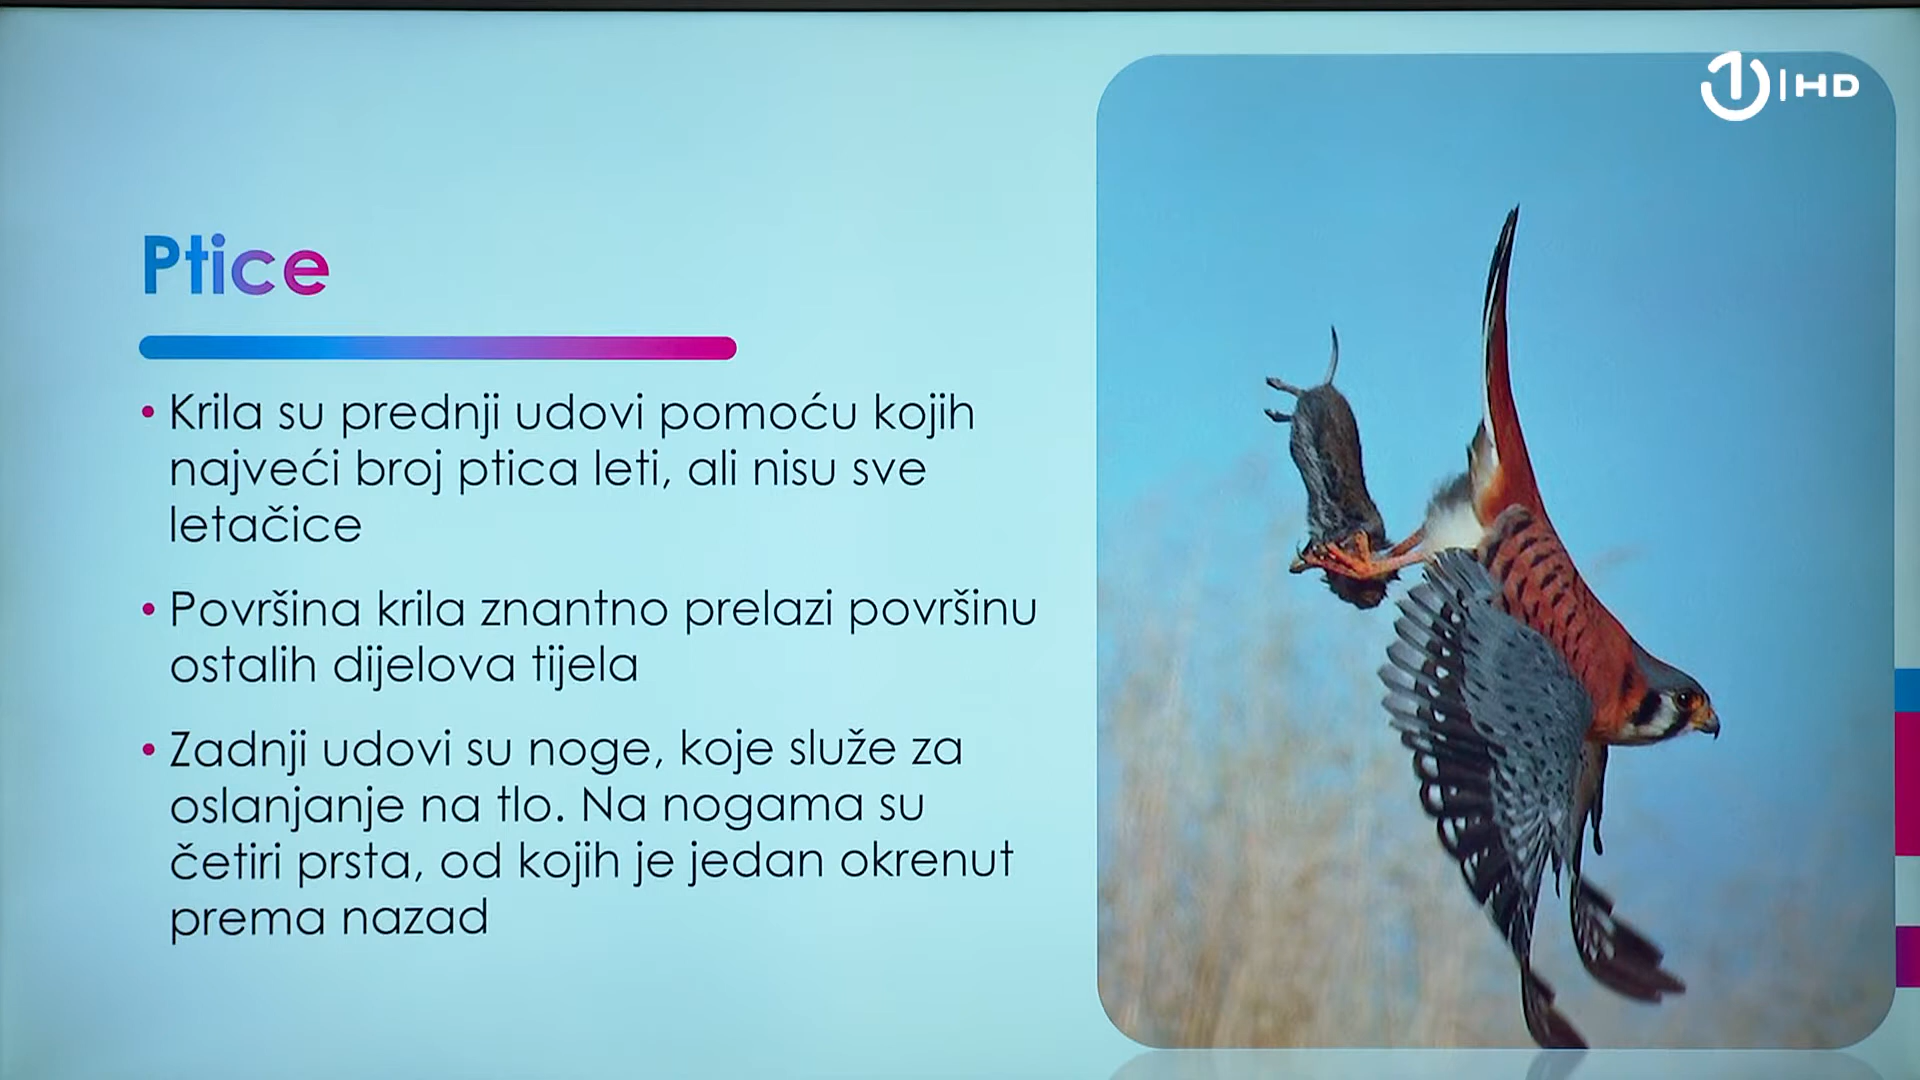 1 HD
Ptice
• Krila su prednji udovi pomoću kojih
najveći broj ptica leti, ali nisu sve
letačice
• Površina krila znantno prelazi površinu
ostalih dijelova tijela
• Zadnji udovi su noge, koje služe za
oslanjanje na tlo. Na nogama su
četiri prsta, od kojih je jedan okrenut
prema nazad